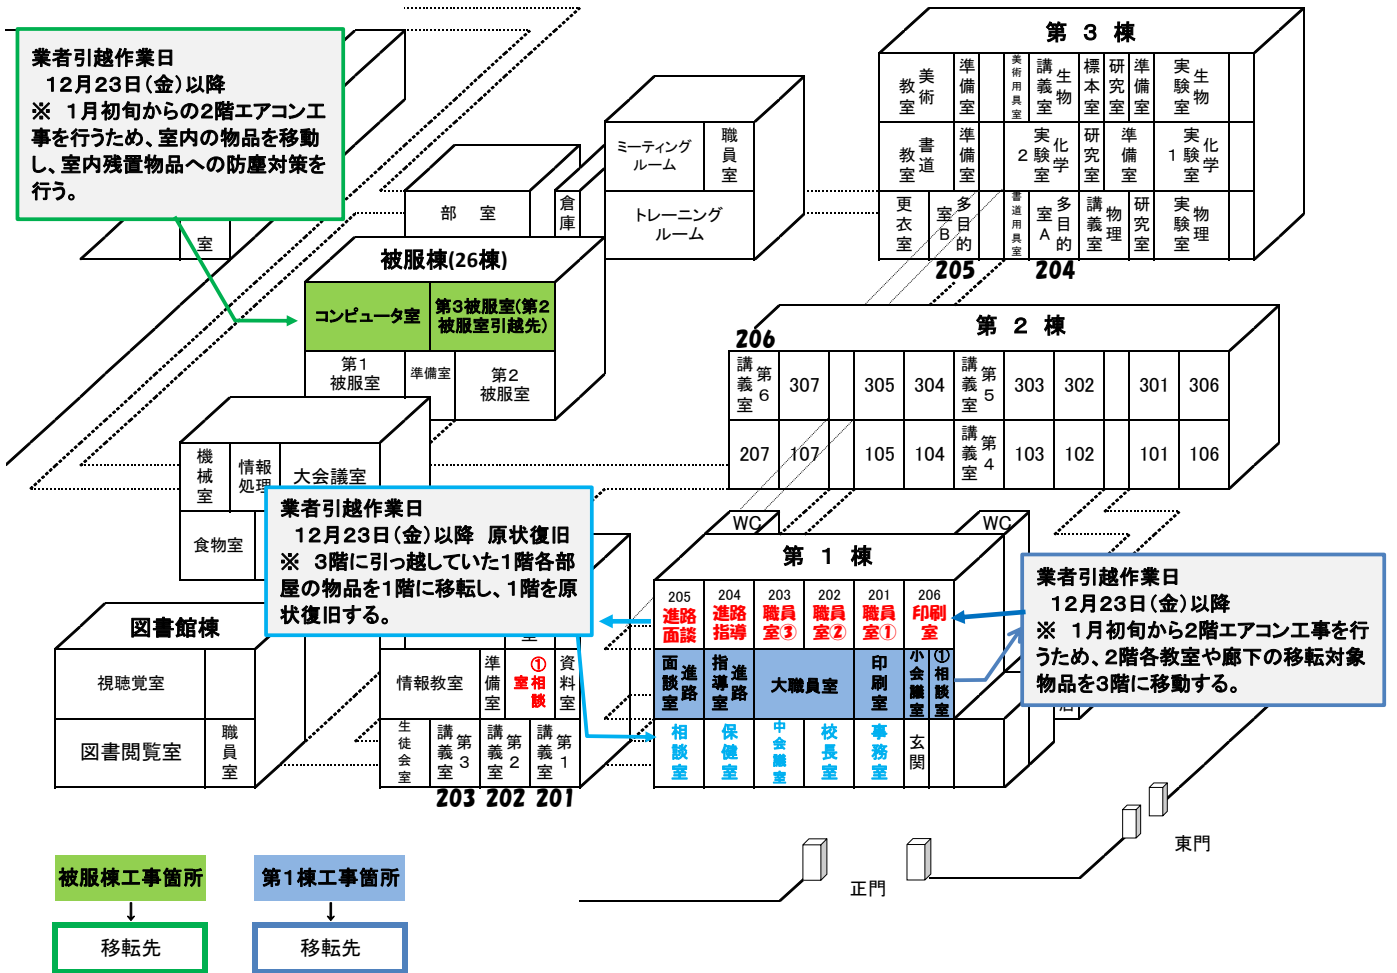 業者引越作業日
12月23日(金)以降
※ 1月初旬からの2階エアコン工
事を行うため、室内の物品を移動
し、室内残置物品への防塵対策を
行う。
室
部 室
倉庫
ミーティング
ルーム
職員室
トレーニング
ルーム
第 3 棟
美術
教室
準備室
美術用具室
生物
講義室
標本室
研究室
準備室
生物
実験室
書道
教室
準備室
化学
実験室
2
研究室
準備室
化学
実験室
1
更衣室
多目的
室B
書道用具室
多目的
室A
物理
講義室
研究室
物理
実験室
205
204
被服棟(26棟)
コンピュータ室
第3被服室(第2
被服室引越先)
第1
被服室
準備室
第2
被服室
第 2 棟
206
第6
講義室
307
305
304
第5
講義室
303
302
301
306
207
107
105
104
第4
講義室
103
102
101
106
機械室
情報
処理
大会議室
食物室
業者引越作業日
12月23日(金)以降 原状復旧
※ 3階に引っ越していた1階各部
屋の物品を1階に移転し、1階を原
状復旧する。
室
WC
WC
第 1 棟
205
進路
面談
204
進路
指導
203
職員
室③
202
職員
室②
201
職員
室①
206
印刷
室
進路
面談室
進路
指導室
大職員室
印刷室
小会議室
①相談室
相談室
保健室
中会議室
校長室
事務室
玄関
業者引越作業日
12月23日(金)以降
※ 1月初旬から2階エアコン工事を行
うため、2階各教室や廊下の移転対象
物品を3階に移動する。
図書館棟
視聴覚室
図書閲覧室
職員室
情報教室
準備室
①相談
室
資料室
生徒会室
第3
講義室
第2
講義室
第1
講義室
203
202
201
東門
正門
被服棟工事箇所
移転先
第1棟工事箇所
移転先